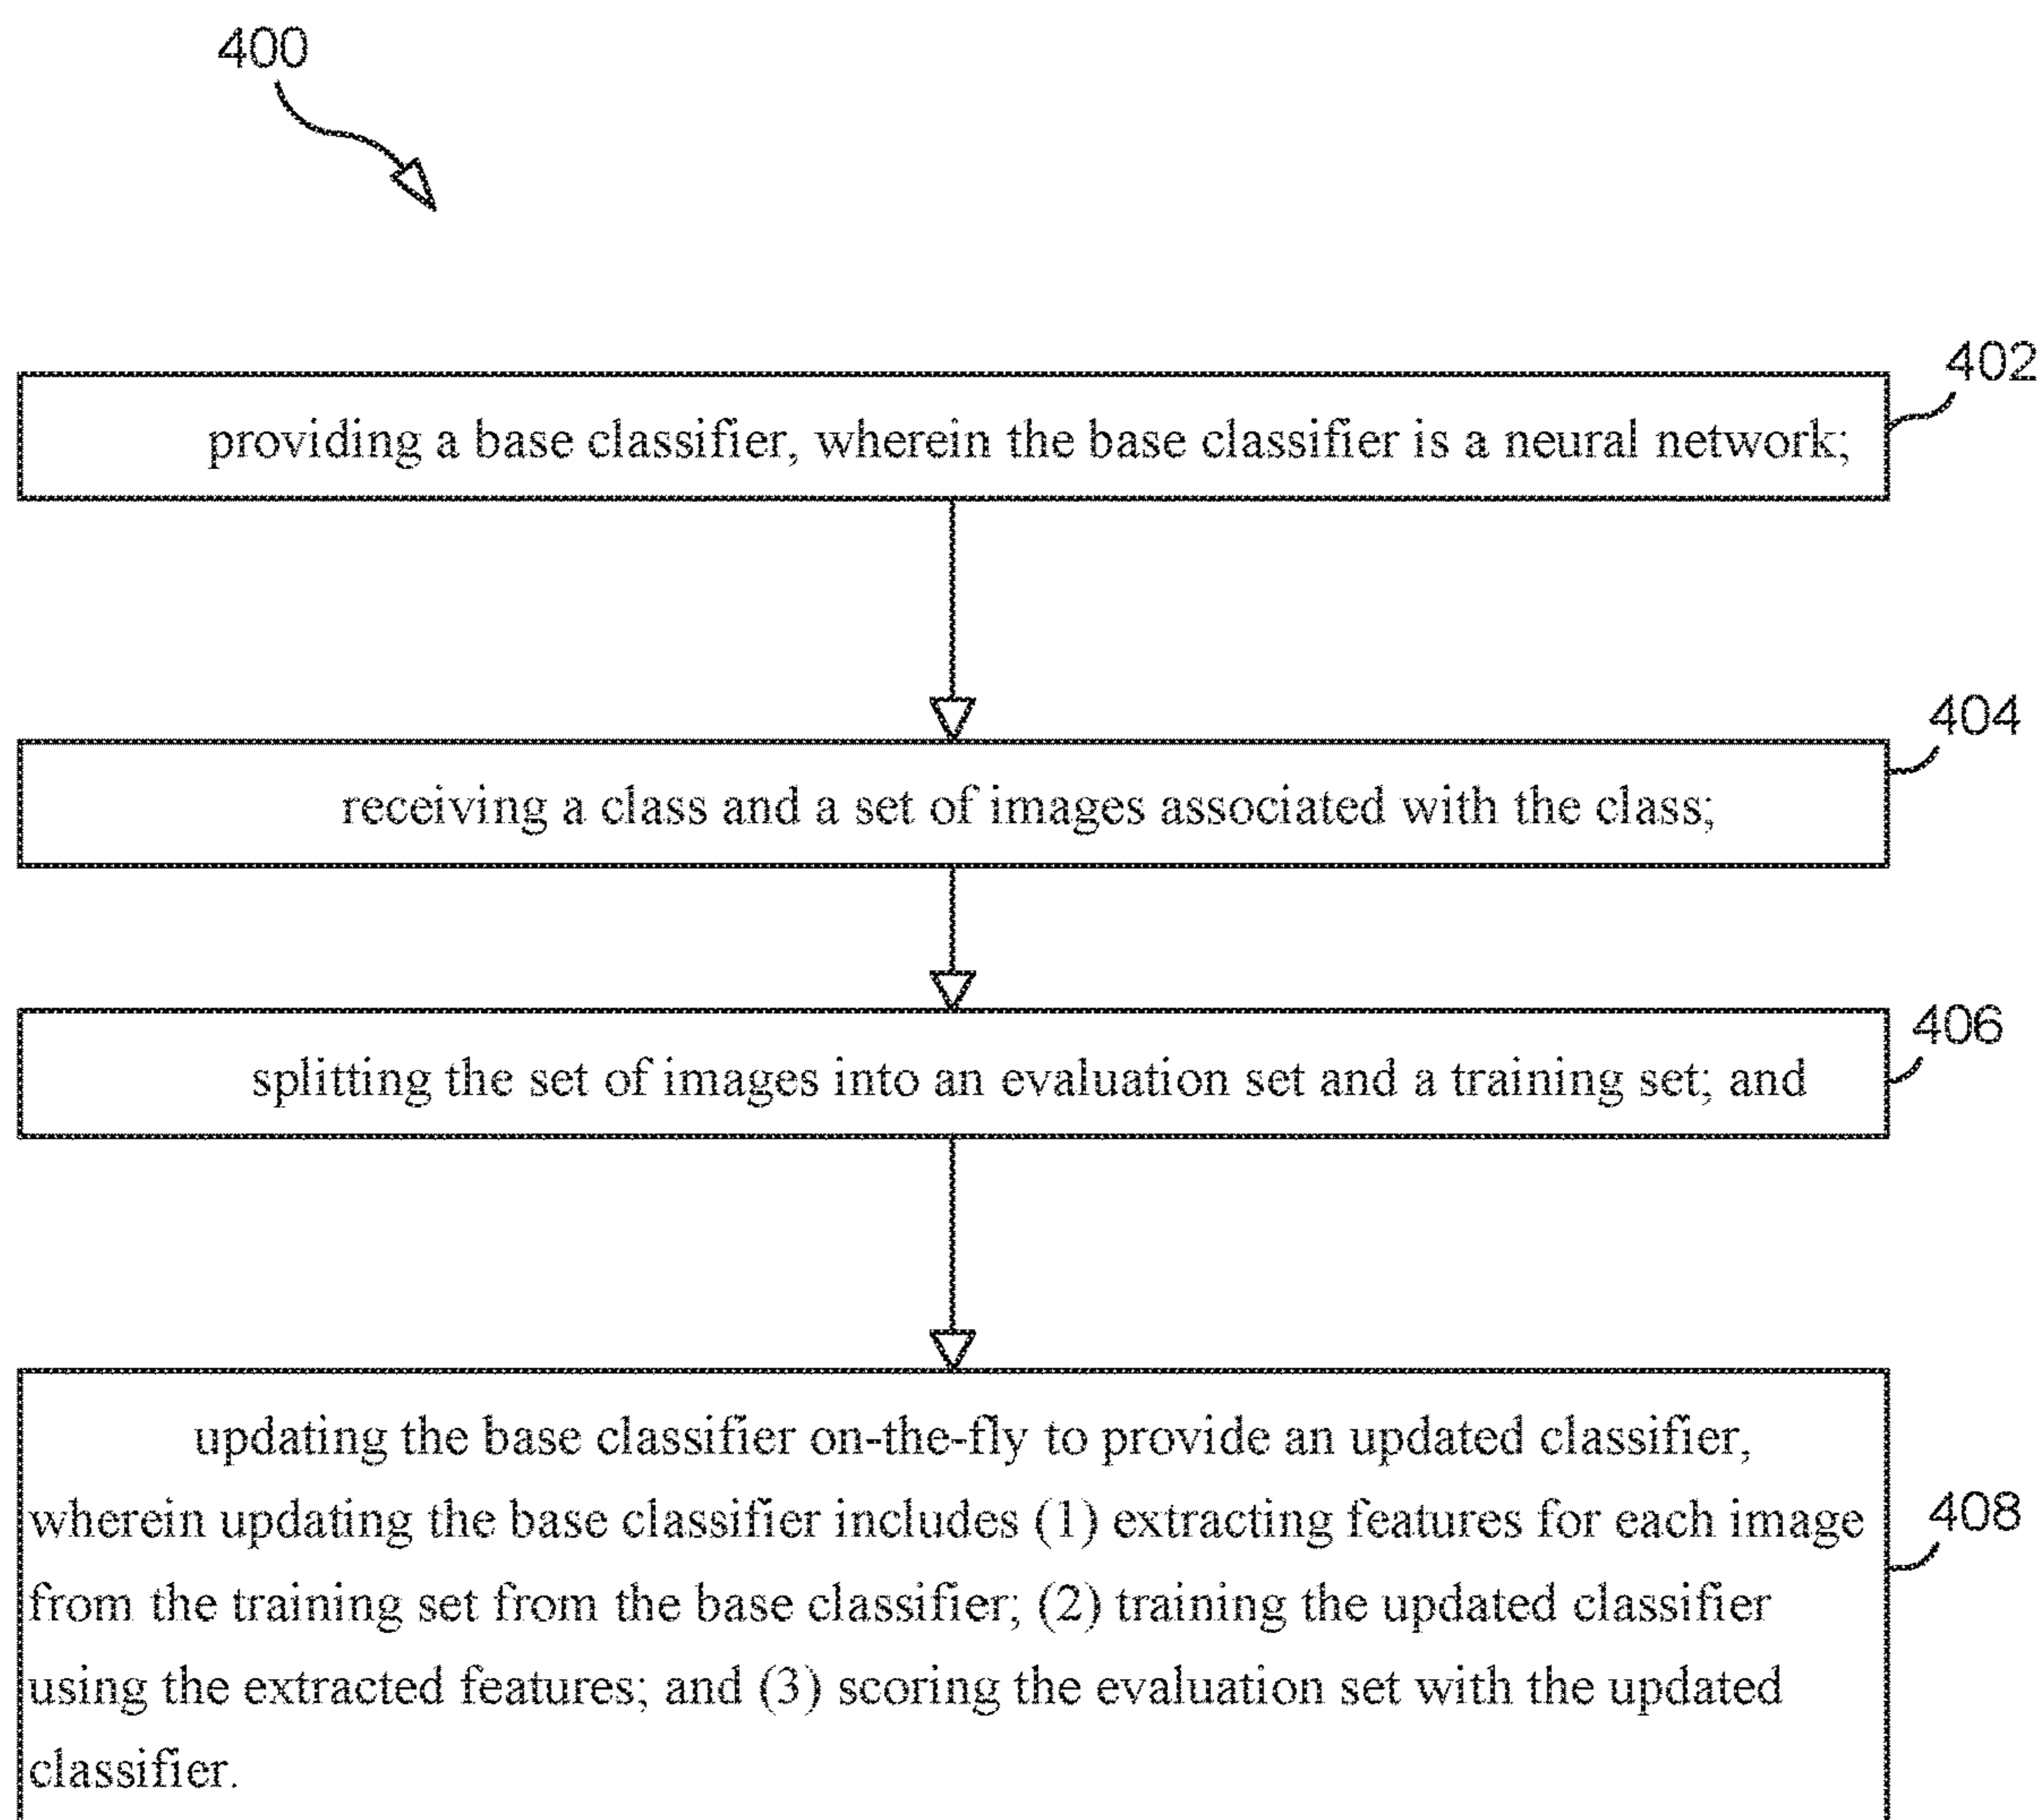 400
402
providing a base classifier, wherein the base classifier is a neural network;
404
receiving a class and a set of images associated with the class;
406
splitting the set of images into an evaluation set and a training set; and
408
updating the base classifier on-the-fly to provide an updated classifier,
wherein updating the base classifier includes (1) extracting features for each image
from the training set from the base classifier; (2) training the updated classifier
using the extracted features; and (3) scoring the evaluation set with the updated
classifier.